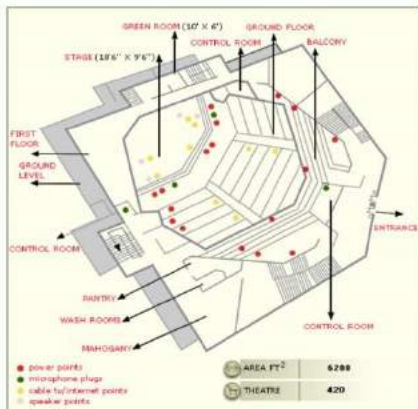 GREEN ROOM (10' X 6')
GROUND FLOOR
CONTROL ROOM
BALCONY
STAGE (18'6" X 9'6")
FIRST FLOOR
GROUND LEVEL
CONTROL ROOM
ENTRANCE
PANTRY
WASH ROOMS
CONTROL ROOM
MAHOGANY
power points
microphone plugs
cable tv/internet points
speaker points
AREA FT2 6200
THEATRE 420